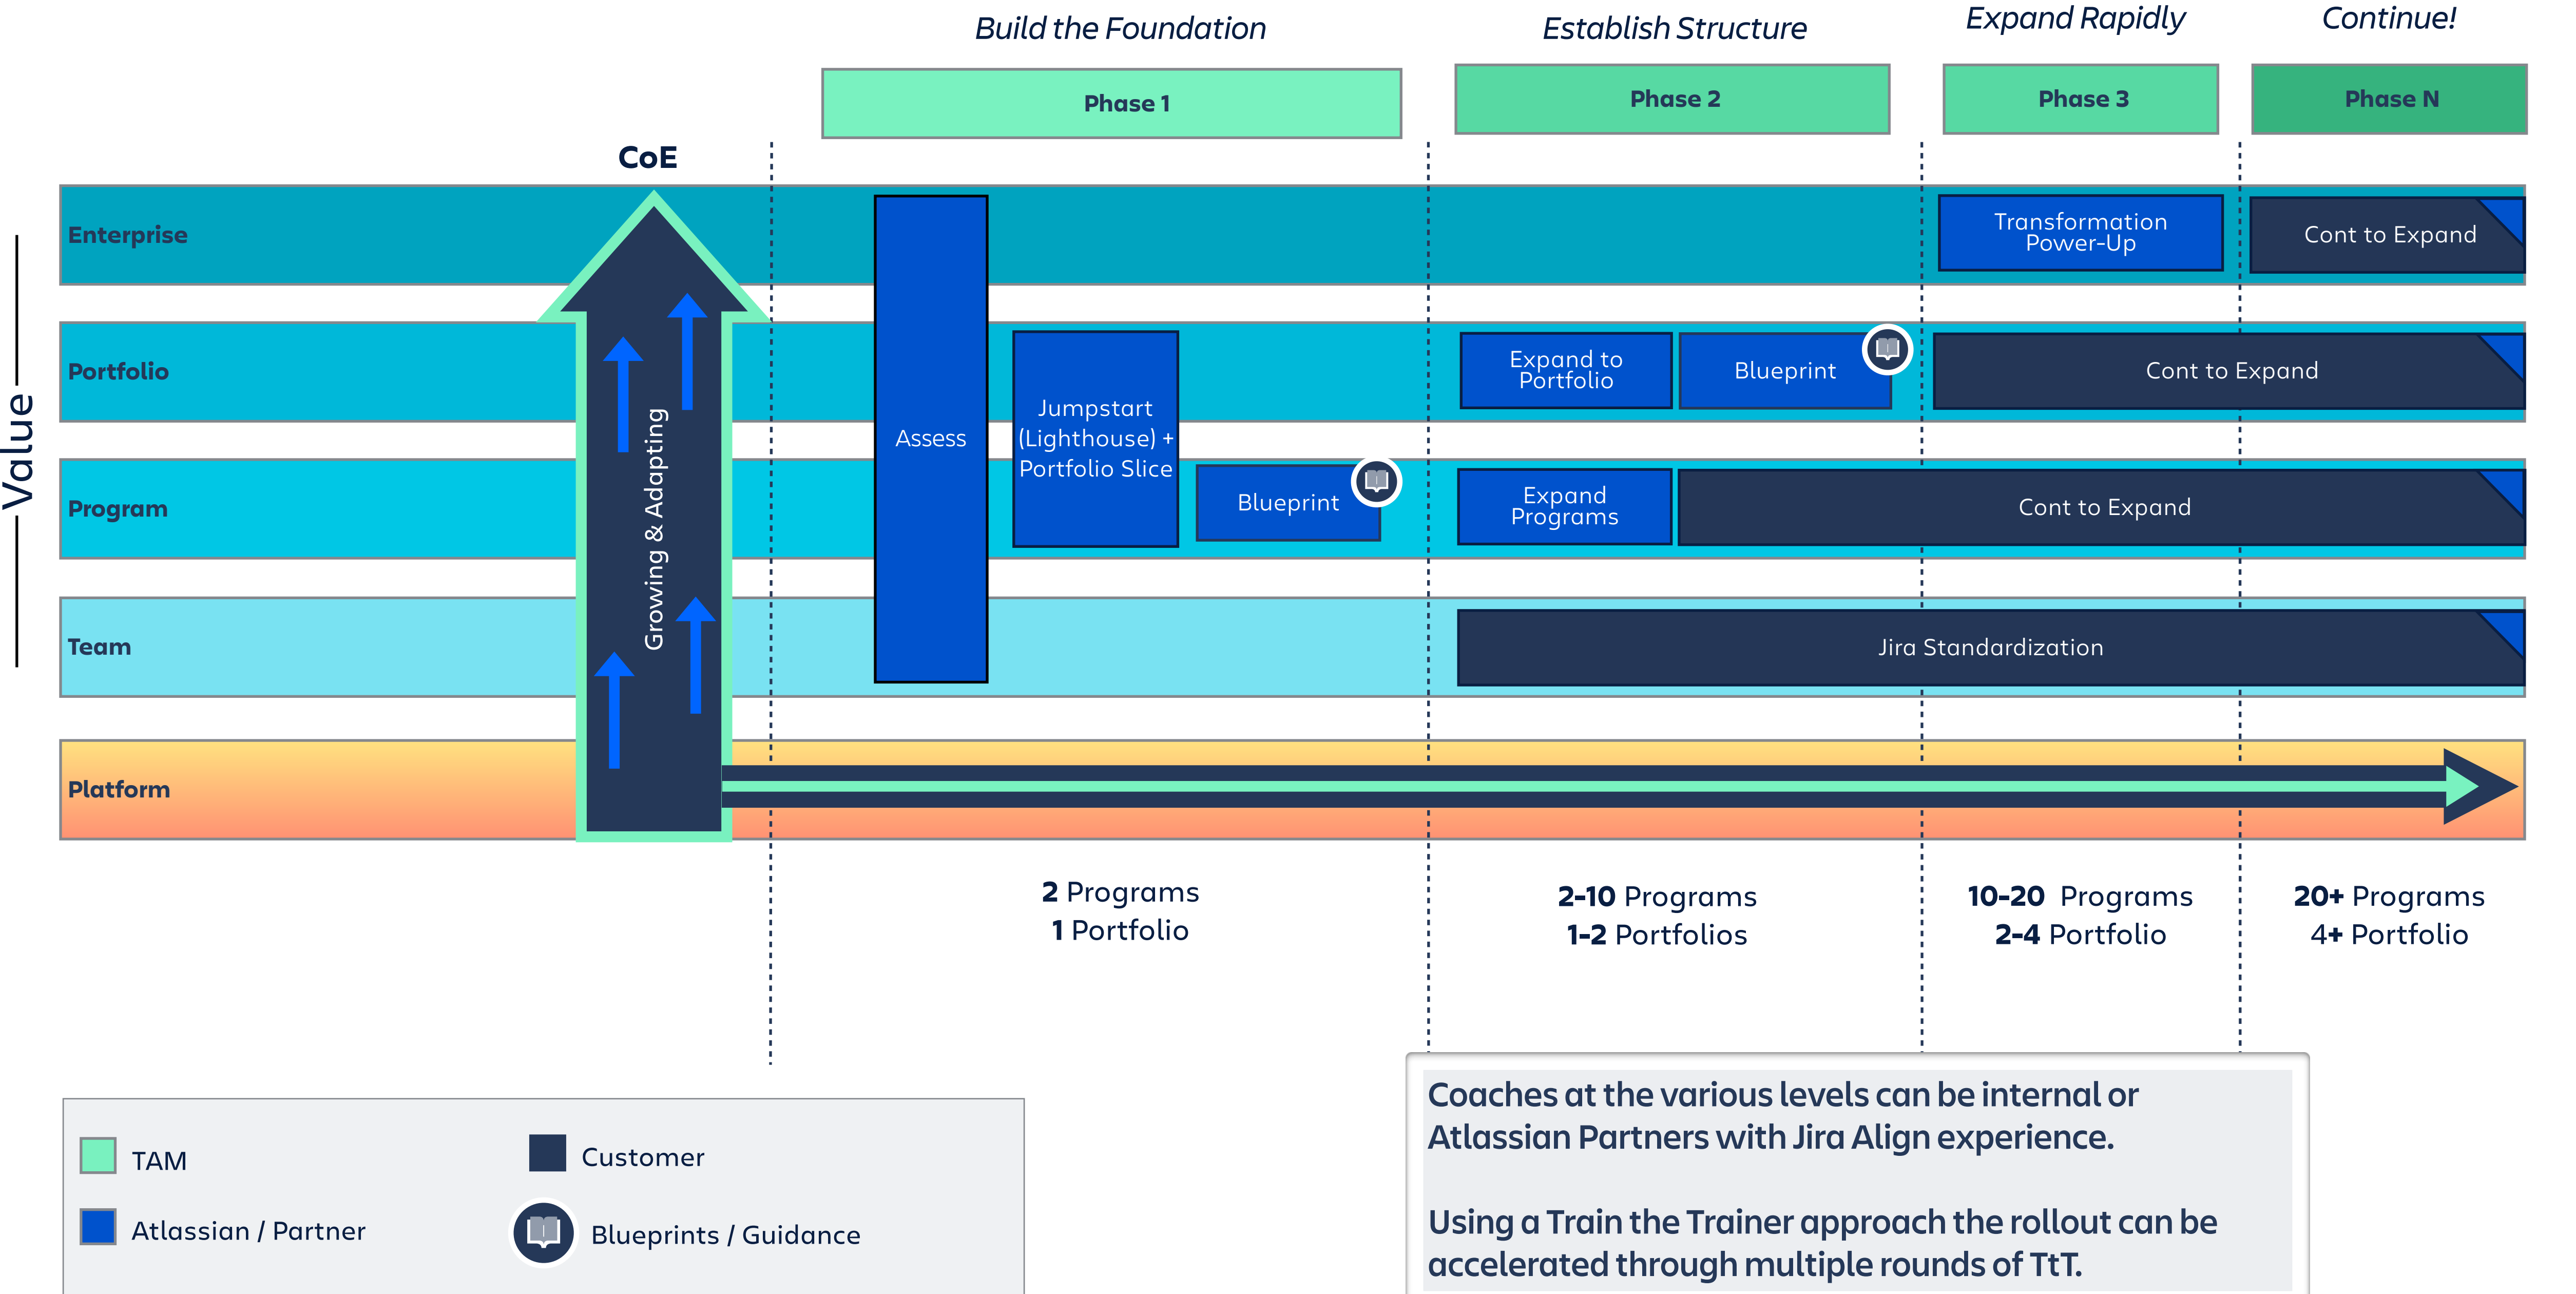 Build the Foundation
Establish Structure
Expand Rapidly
Continue!
Phase 1
Phase 2
Phase 3
Phase N
CoE
Value
Enterprise
Transformation
Power-Up
Cont to Expand
Portfolio
Expand to
Portfolio
Blueprint
Cont to Expand
Growing & Adapting
Assess
Jumpstart
(Lighthouse) +
Portfolio Slice
Program
Blueprint
Expand
Programs
Cont to Expand
Team
Jira Standardization
Platform
2 Programs
1 Portfolio
2-10 Programs
1-2 Portfolios
10-20 Programs
2-4 Portfolio
20+ Programs
4+ Portfolio
TAM
Customer
Atlassian / Partner
Blueprints / Guidance
Coaches at the various levels can be internal or
Atlassian Partners with Jira Align experience.
Using a Train the Trainer approach the rollout can be
accelerated through multiple rounds of TtT.